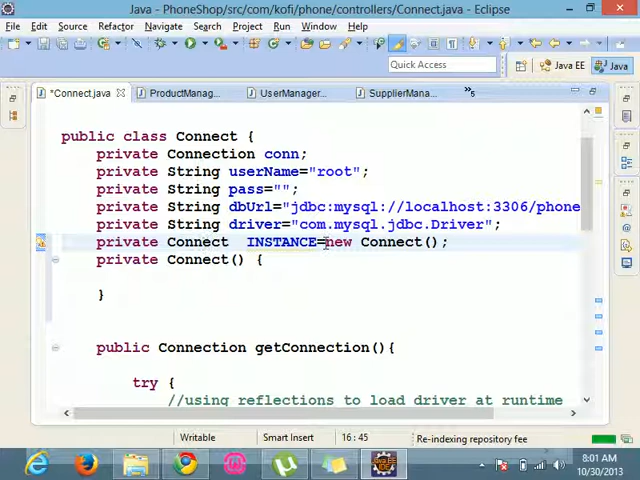 Java - PhoneShop/src/com/kofi/phone/controllers/Connect.java - Eclipse
File Edit Source Refactor Navigate Search Project Run Window Help
Quick Access
Java EE
Java
*Connect.java
ProductManag...
UserManager...
SupplierMana...
»5
public class Connect {
private Connection conn;
private String userName="root";
private String pass="";
private String dbUrl="jdbc:mysql://localhost:3306/phone
private String driver="com.mysql.jdbc.Driver";
private Connect INSTANCE=new Connect();
private Connect() {
}
public Connection getConnection(){
try {
//using reflections to load driver at runtime
Writable
Smart Insert
16 : 45
Re-indexing repository fee
8:01 AM
10/30/2013